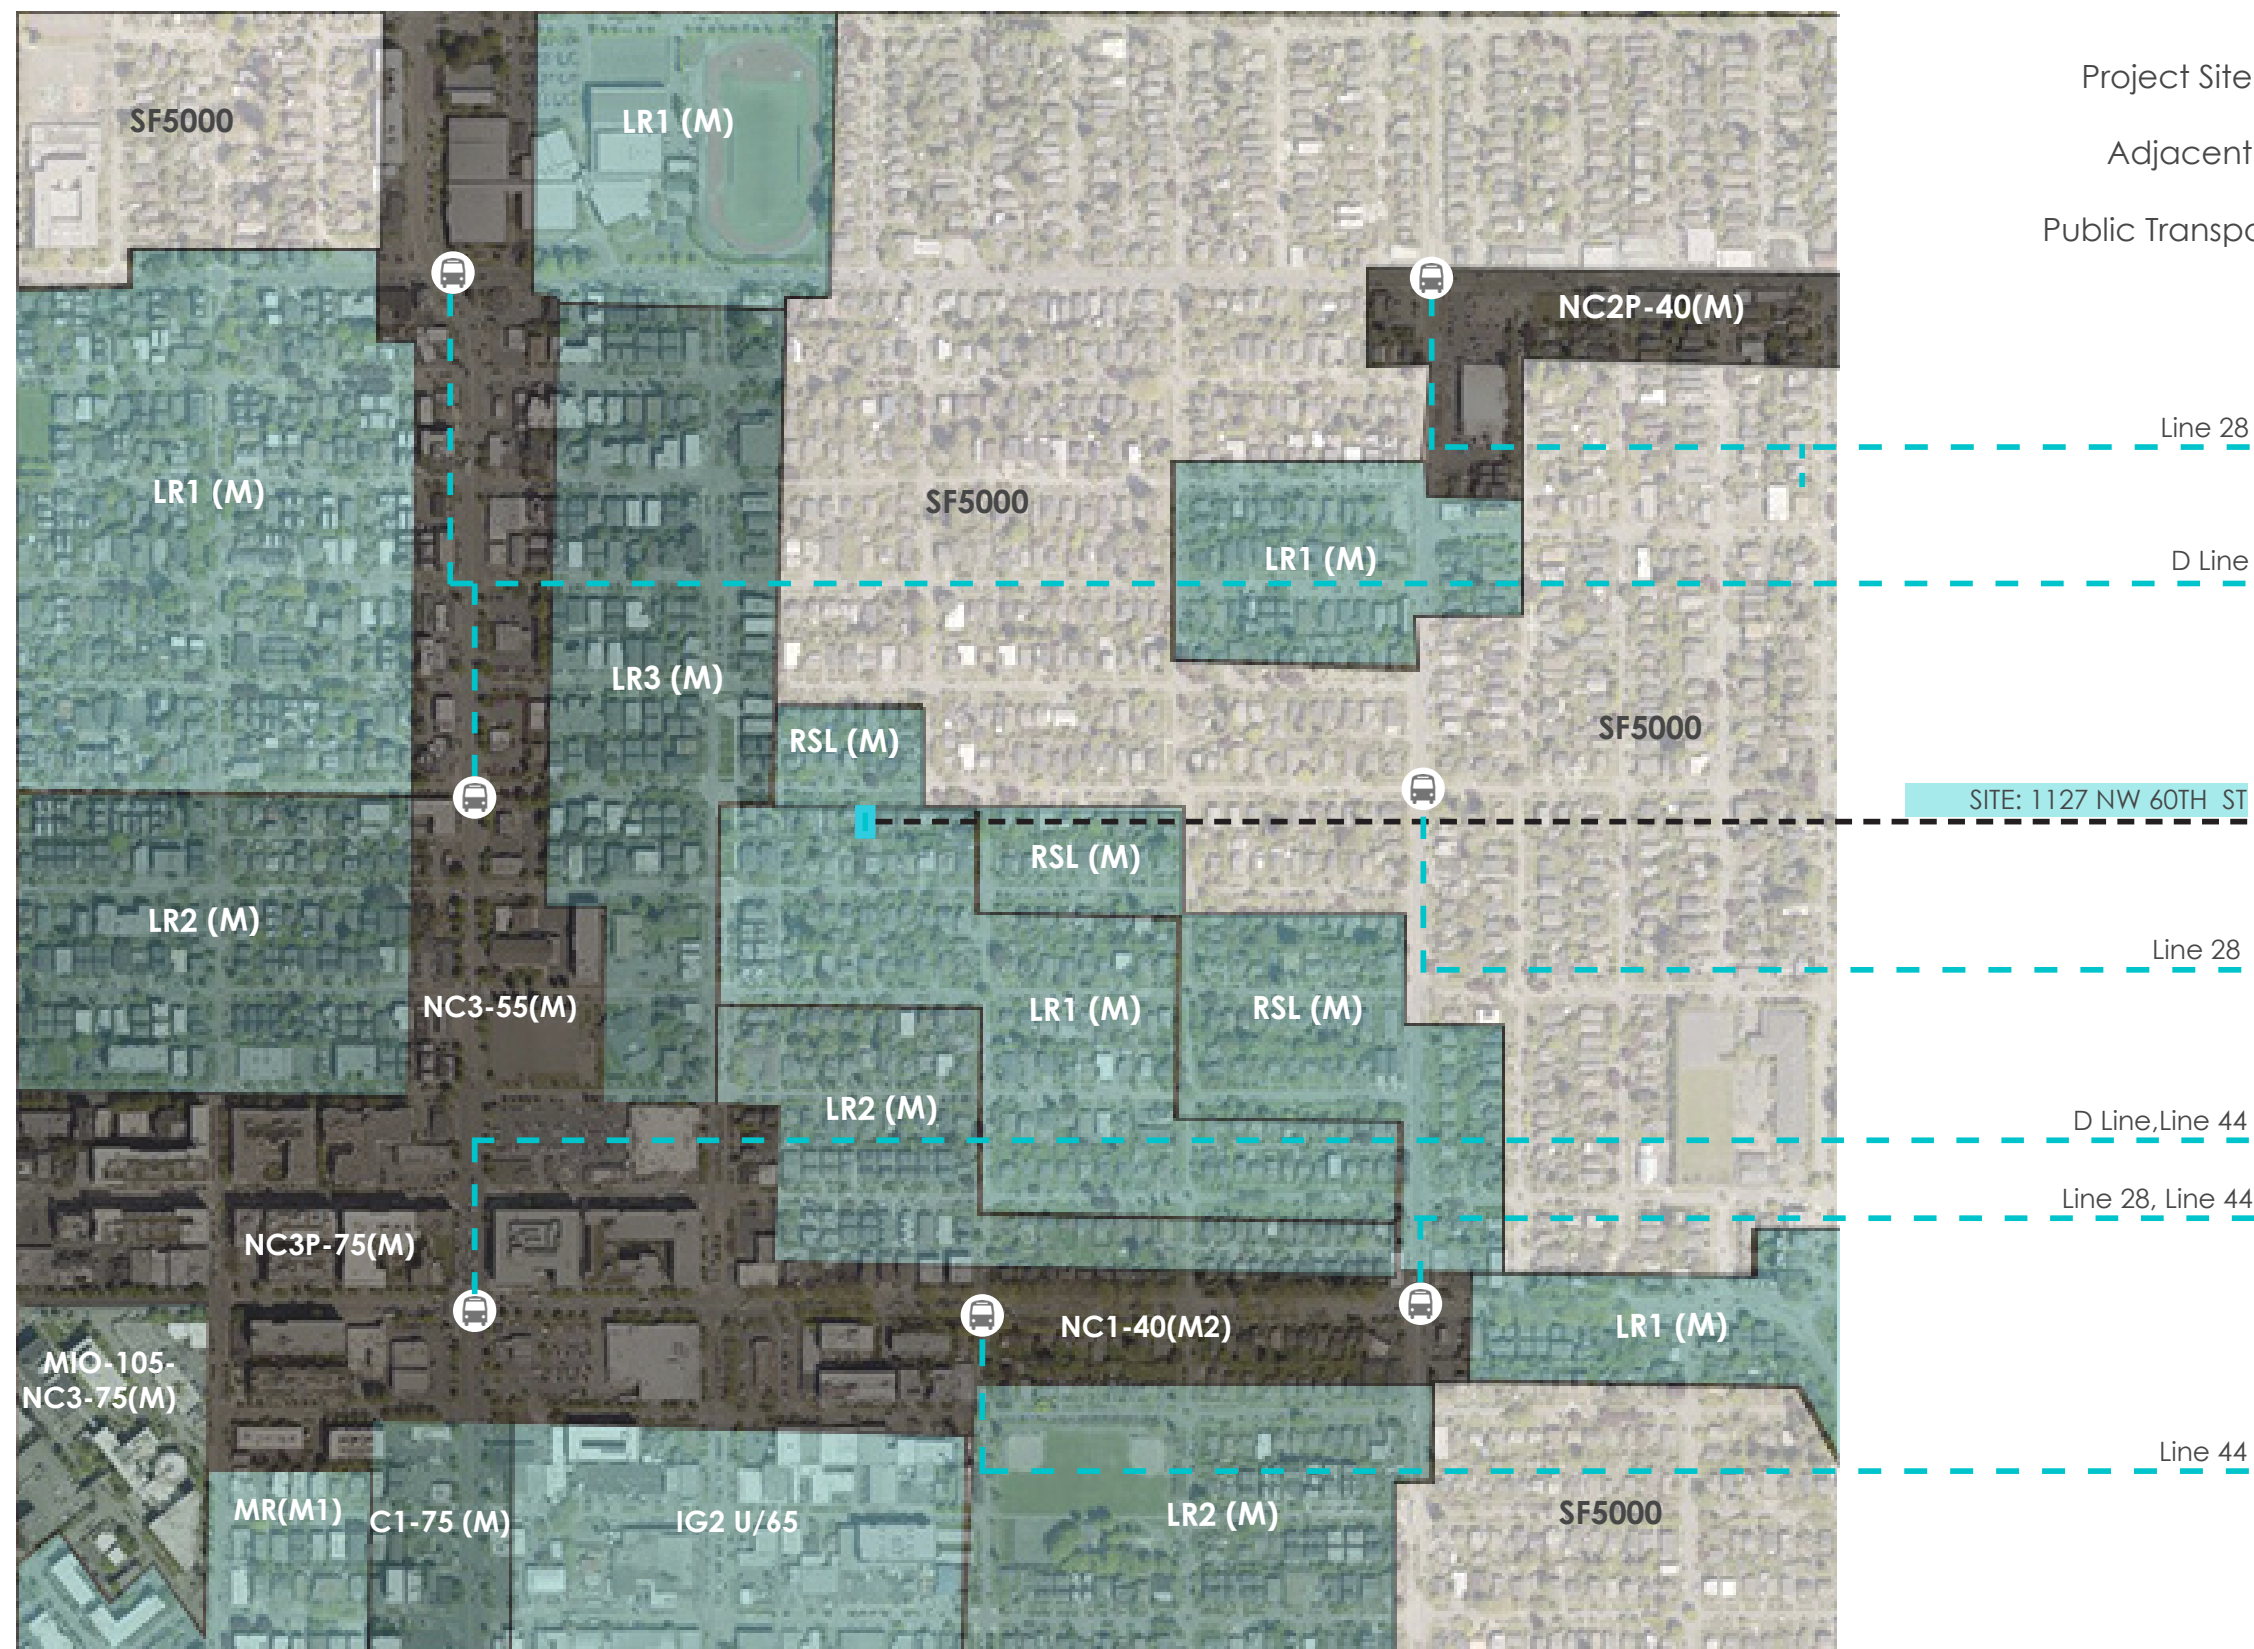 Project Site
SF5000
LR1 (M)
Adjacent
Public Transpo
NC2P-40(M)
Line 28
LR1 (M)
SF5000
LR1 (M)
D Line
LR3 (M)
SF5000
RSL (M)
SITE: 1127 NW 60TH ST
RSL (M)
LR2 (M)
Line 28
NC3-55(M)
LR1 (M)
RSL (M)
LR2 (M)
D Line,Line 44
Line 28, Line 44
NC3P-75(M)
NC1-40(M2)
LR1 (M)
MIO-105-
NC3-75(M)
Line 44
MR(M1)
C1-75 (M)
IG2 U/65
LR2 (M)
SF5000